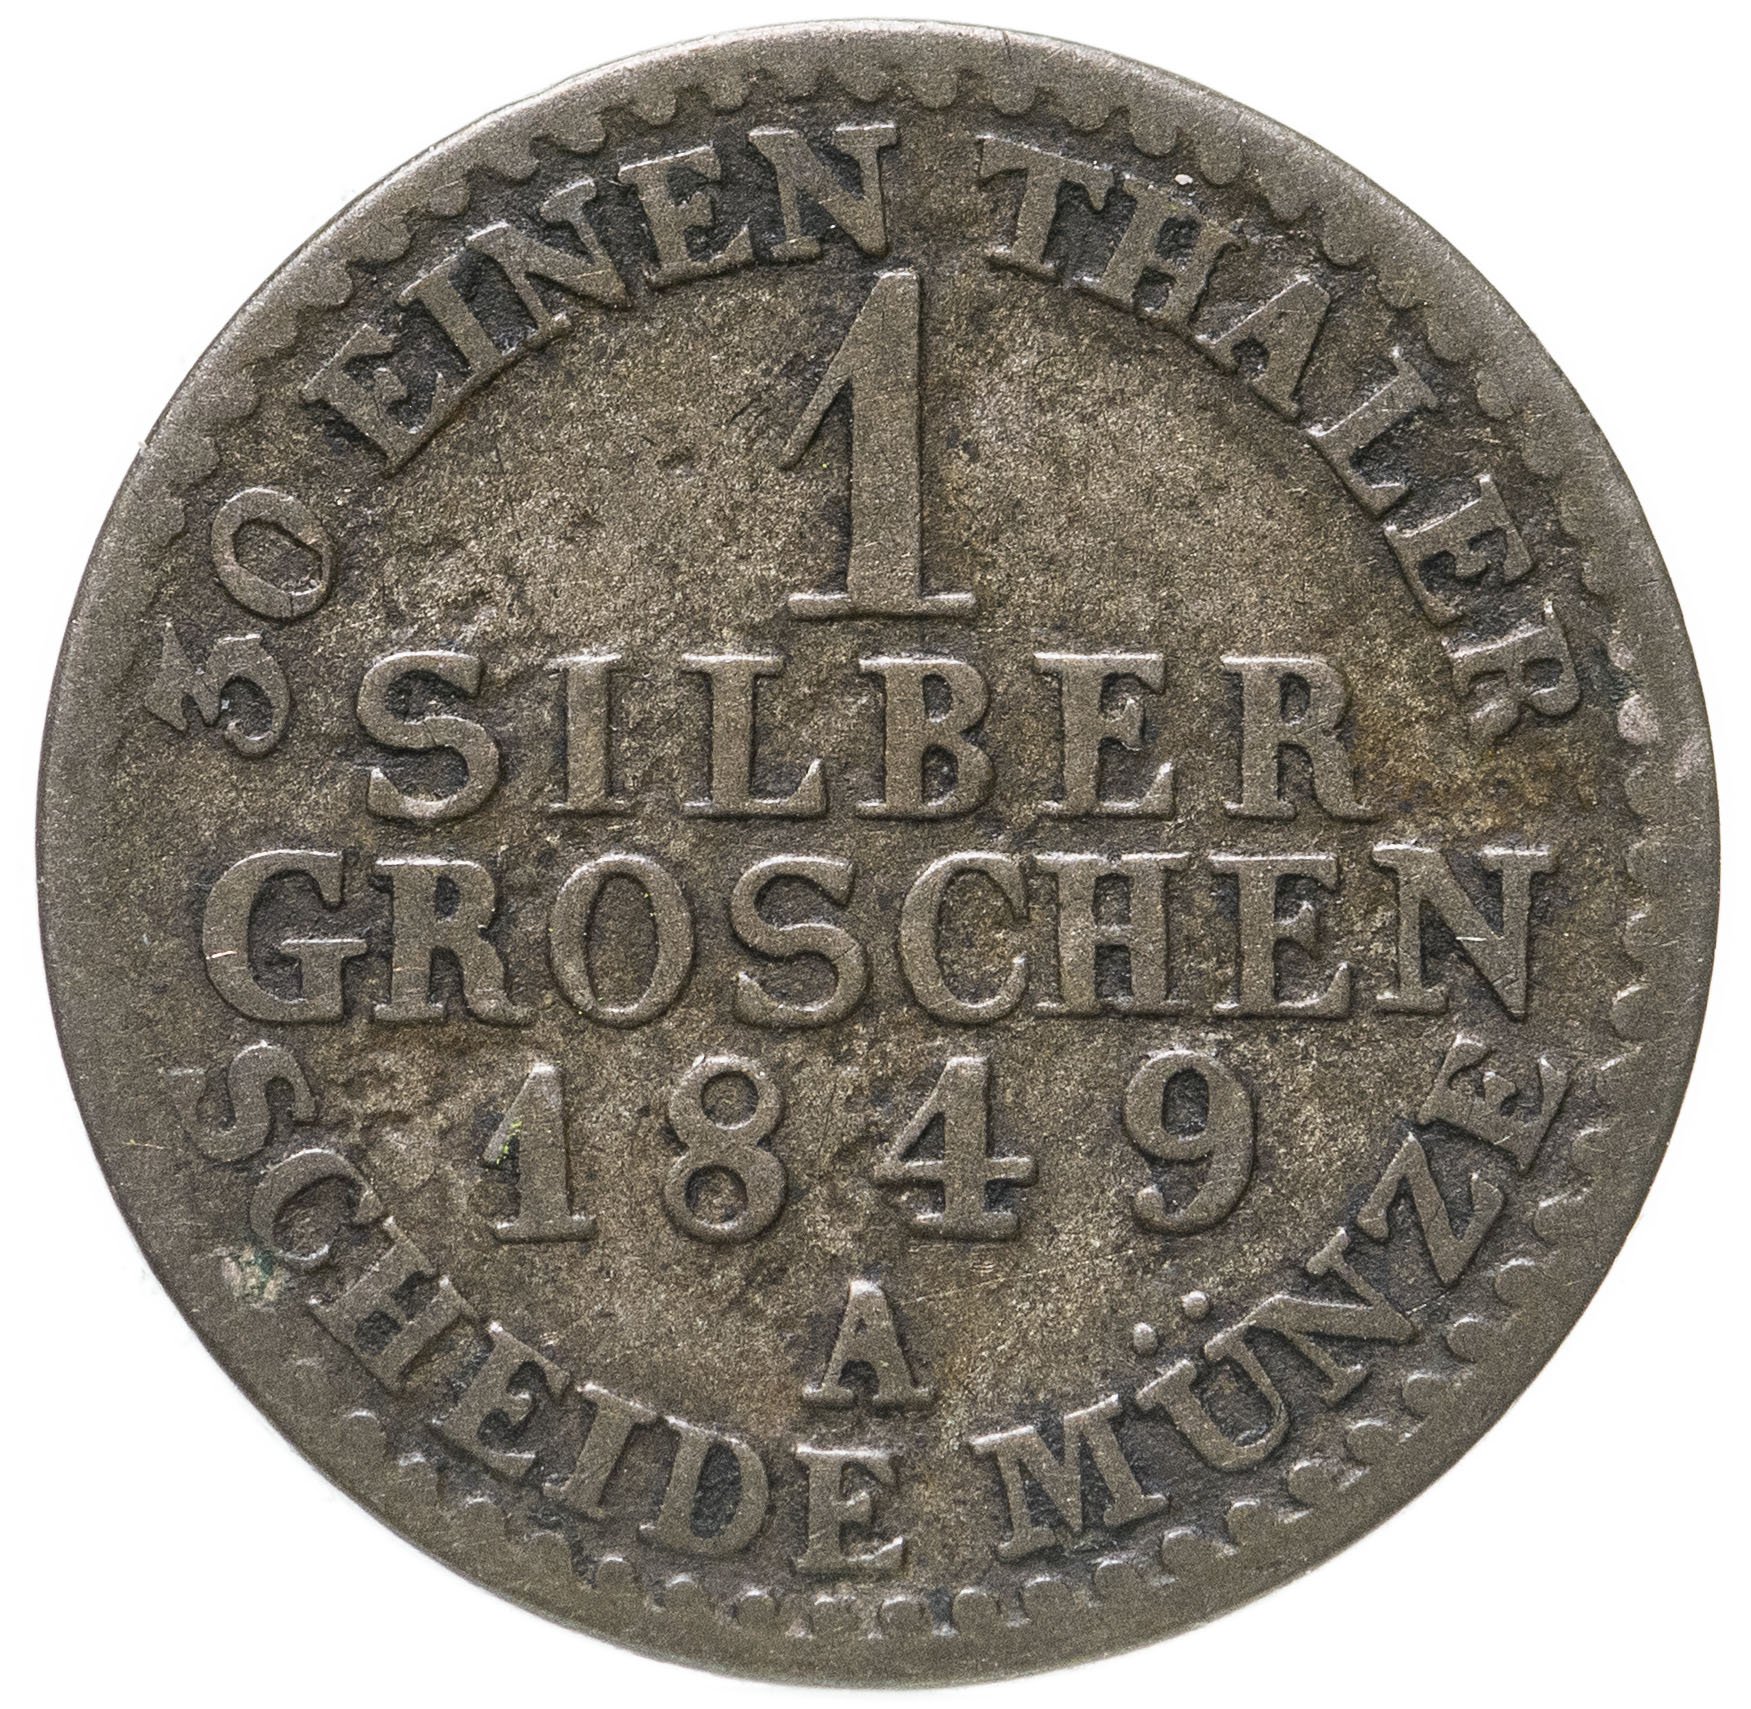 30 EINEN THALER
1
SILBER
GROSCHEN
1849
A
SCHEIDE MÜNZE